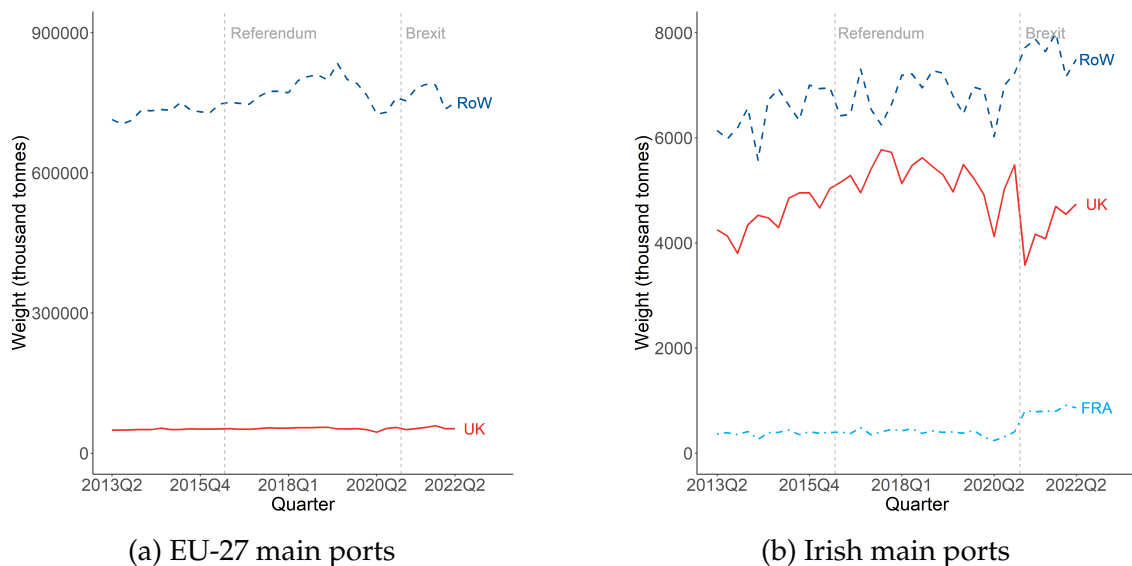 900000
600000
300000
0
Weight (thousand tonnes)
Referendum
Brexit
RoW
UK
2013Q2 2015Q4 2018Q1 2020Q2 2022Q2
Quarter
(a) EU-27 main ports
8000
6000
4000
2000
0
Weight (thousand tonnes)
Referendum
Brexit
RoW
UK
FRA
2013Q2 2015Q4 2018Q1 2020Q2 2022Q2
Quarter
(b) Irish main ports